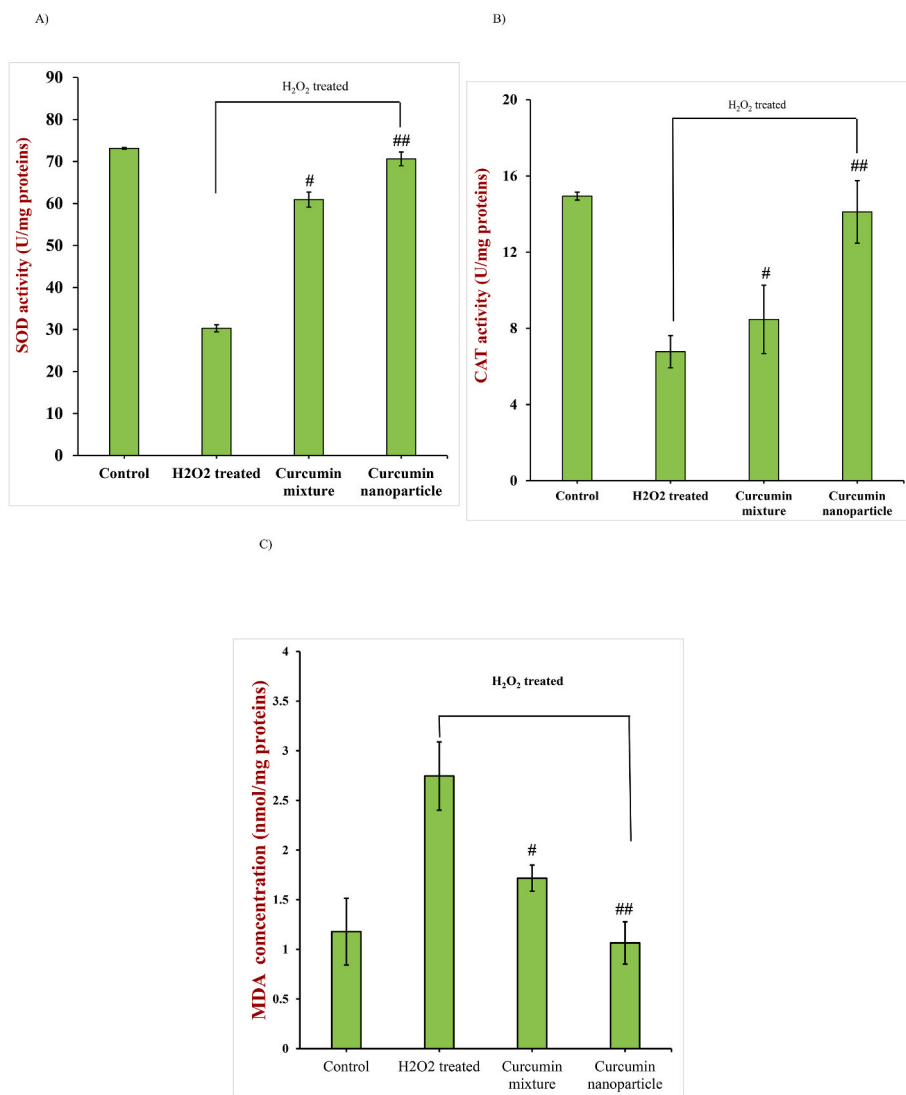 A)
B)
H₂O₂ treated
90
80
70
60
50
40
30
20
10
0
SOD activity (U/mg proteins)
#
##
Control
H2O2 treated
Curcumin
mixture
Curcumin
nanoparticle
H₂O₂ treated
20
16
12
8
4
0
CAT activity (U/mg proteins)
#
##
Control
H2O2 treated
Curcumin
mixture
Curcumin
nanoparticle
C)
H₂O₂ treated
4
3.5
3
2.5
2
1.5
1
0.5
0
MDA comcentration (nmol/mg proteins)
#
##
Control
H2O2 treated
Curcumin
mixture
Curcumin
nanoparticle